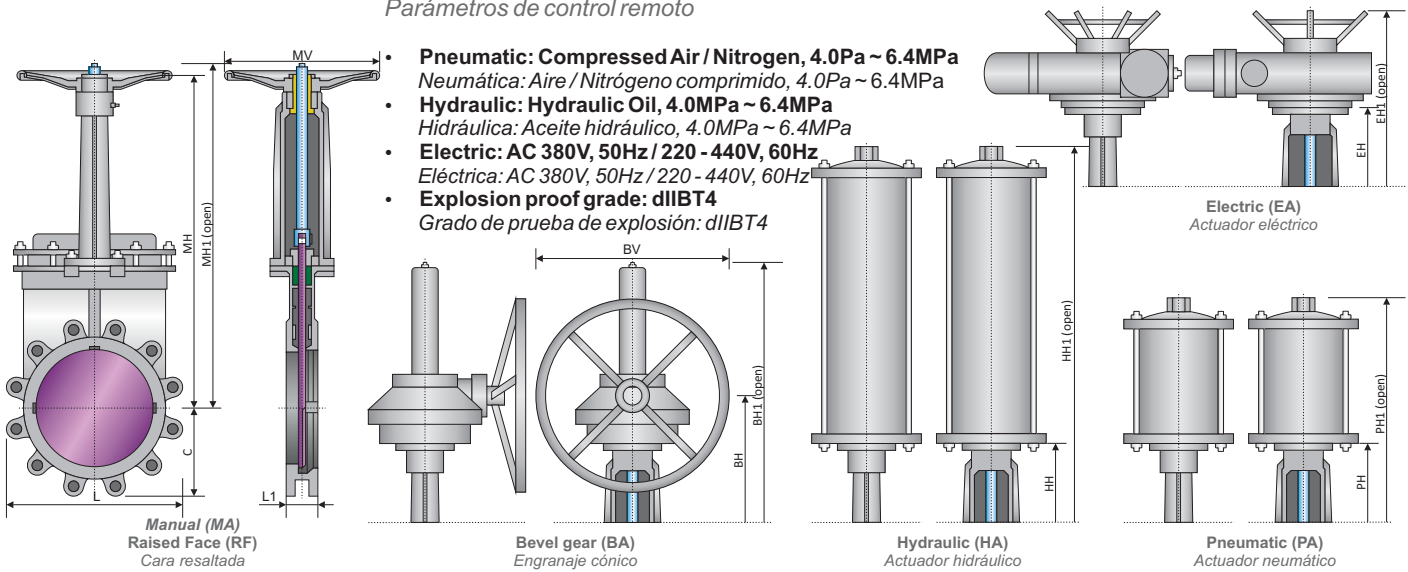 Parámetros de control remoto
• Pneumatic: Compressed Air / Nitrogen, 4.0Pa ~ 6.4MPa
Neumática: Aire / Nitrógeno comprimido, 4.0Pa ~ 6.4MPa
• Hydraulic: Hydraulic Oil, 4.0MPa ~ 6.4MPa
Hidráulica: Aceite hidráulico, 4.0MPa ~ 6.4MPa
• Electric: AC 380V, 50Hz / 220 - 440V, 60Hz
Eléctrica: AC 380V, 50Hz / 220 - 440V, 60Hz
• Explosion proof grade: dIIBT4
Grado de prueba de explosión: dIIBT4
MV
MH
MH1 (open)
C
L
L1
Manual (MA)
Raised Face (RF)
Cara resaltada
BV
BH
BH1 (open)
Bevel gear (BA)
Engranaje cónico
HH
HH1 (open)
Hydraulic (HA)
Actuador hidráulico
EH
EH1 (open)
Electric (EA)
Actuador eléctrico
PH
PH1 (open)
Pneumatic (PA)
Actuador neumático